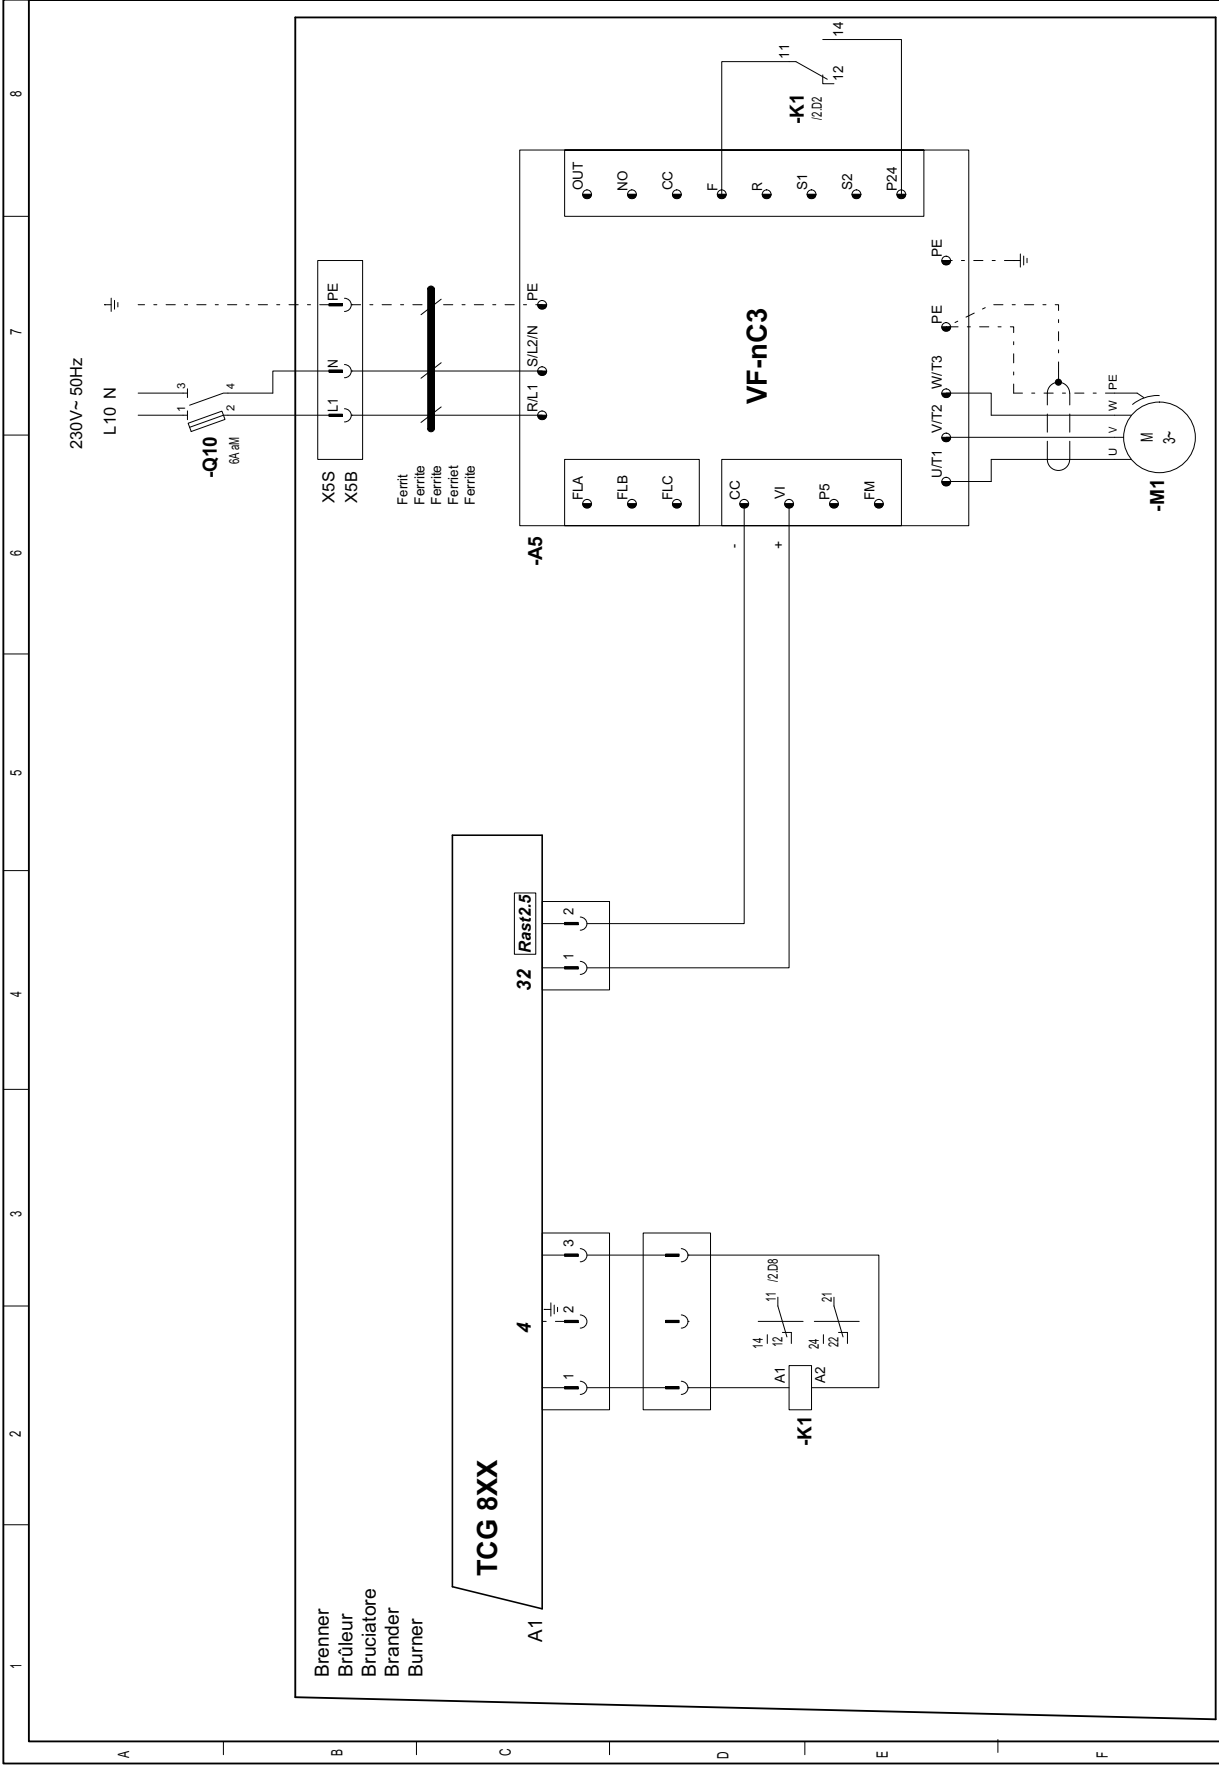 1 2 3 4 5 6 7 8
A
B
C
D
E
F
230V~ 50Hz
L10 N
1 3
2 4
-Q10
6A aM
X5S
X5B
L1 N PE
Ferrit
Ferrite
Ferrite
Ferriet
Ferrite
Brenner
Brûleur
Bruciatore
Brander
Burner
A1
TCG 8XX
4
1 2 3
32
Rast2.5
1 2
-K1
A1
A2
14
12
11
/2.D8
24
22
21
-A5
R/L1 S/L2/N PE
FLA
FLB
FLC
CC
VI
P5
FM
-
+
VF-nC3
OUT
NO
CC
F
R
S1
S2
P24
-K1
/2.D2
11
12
14
U/T1 V/T2 W/T3 PE PE
U V W PE
M
3~
-M1